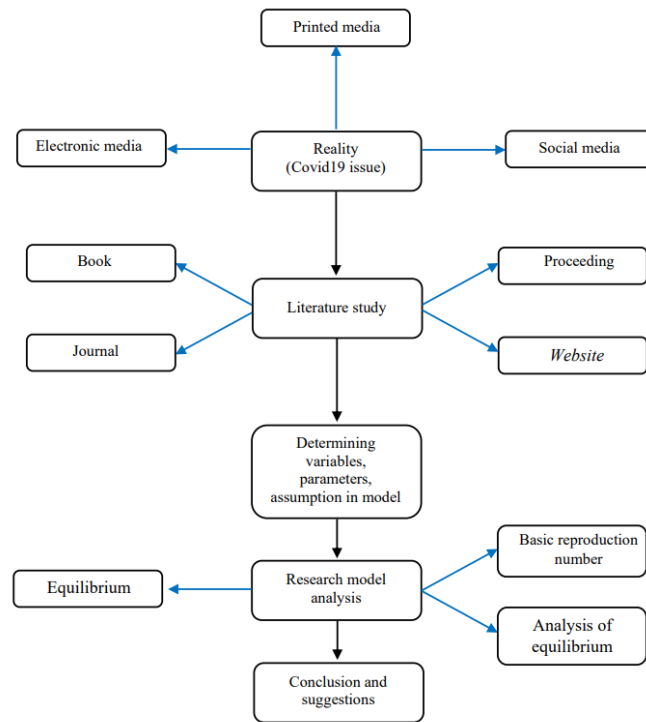 Printed media
Electronic media
Reality
(Covid19 issue)
Social media
Book
Proceeding
Literature study
Journal
Website
Determining
variables,
parameters,
assumption in model
Basic reproduction
number
Equilibrium
Research model
analysis
Analysis of
equilibrium
Conclusion and
suggestions